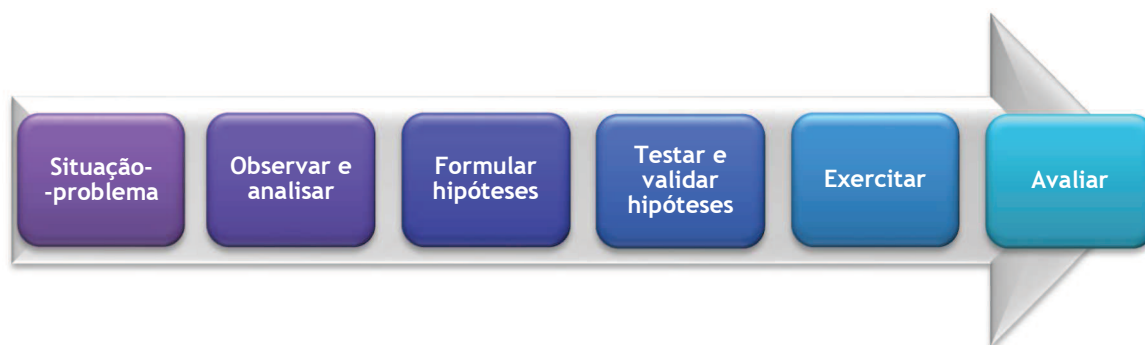 Situação-
-problema
Observar e
analisar
Formular
hipóteses
Testar e
validar
hipóteses
Exercitar
Avaliar